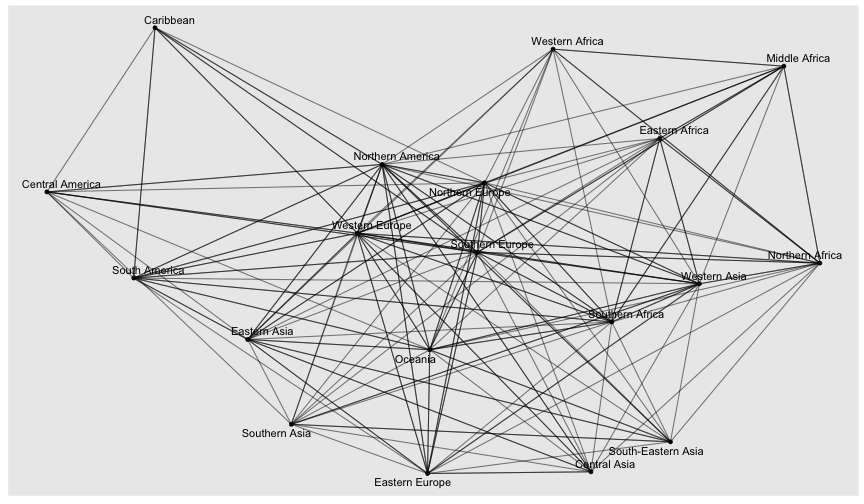 Caribbean
Western Africa
Middle Africa
Eastern Africa
Northern America
Central America
Northern Europe
Western Europe
Southern Europe
Northern Africa
South America
Western Asia
Southern Africa
Eastern Asia
Oceania
Southern Asia
South-Eastern Asia
Central Asia
Eastern Europe